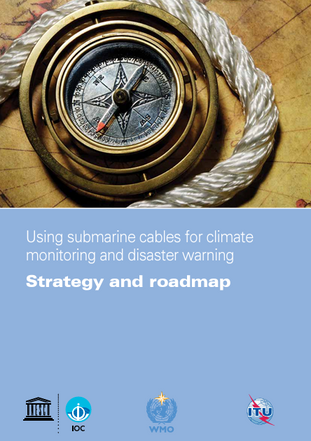 Using submarine cables for climate
monitoring and disaster warning
Strategy and roadmap
IOC
WMO
ITU